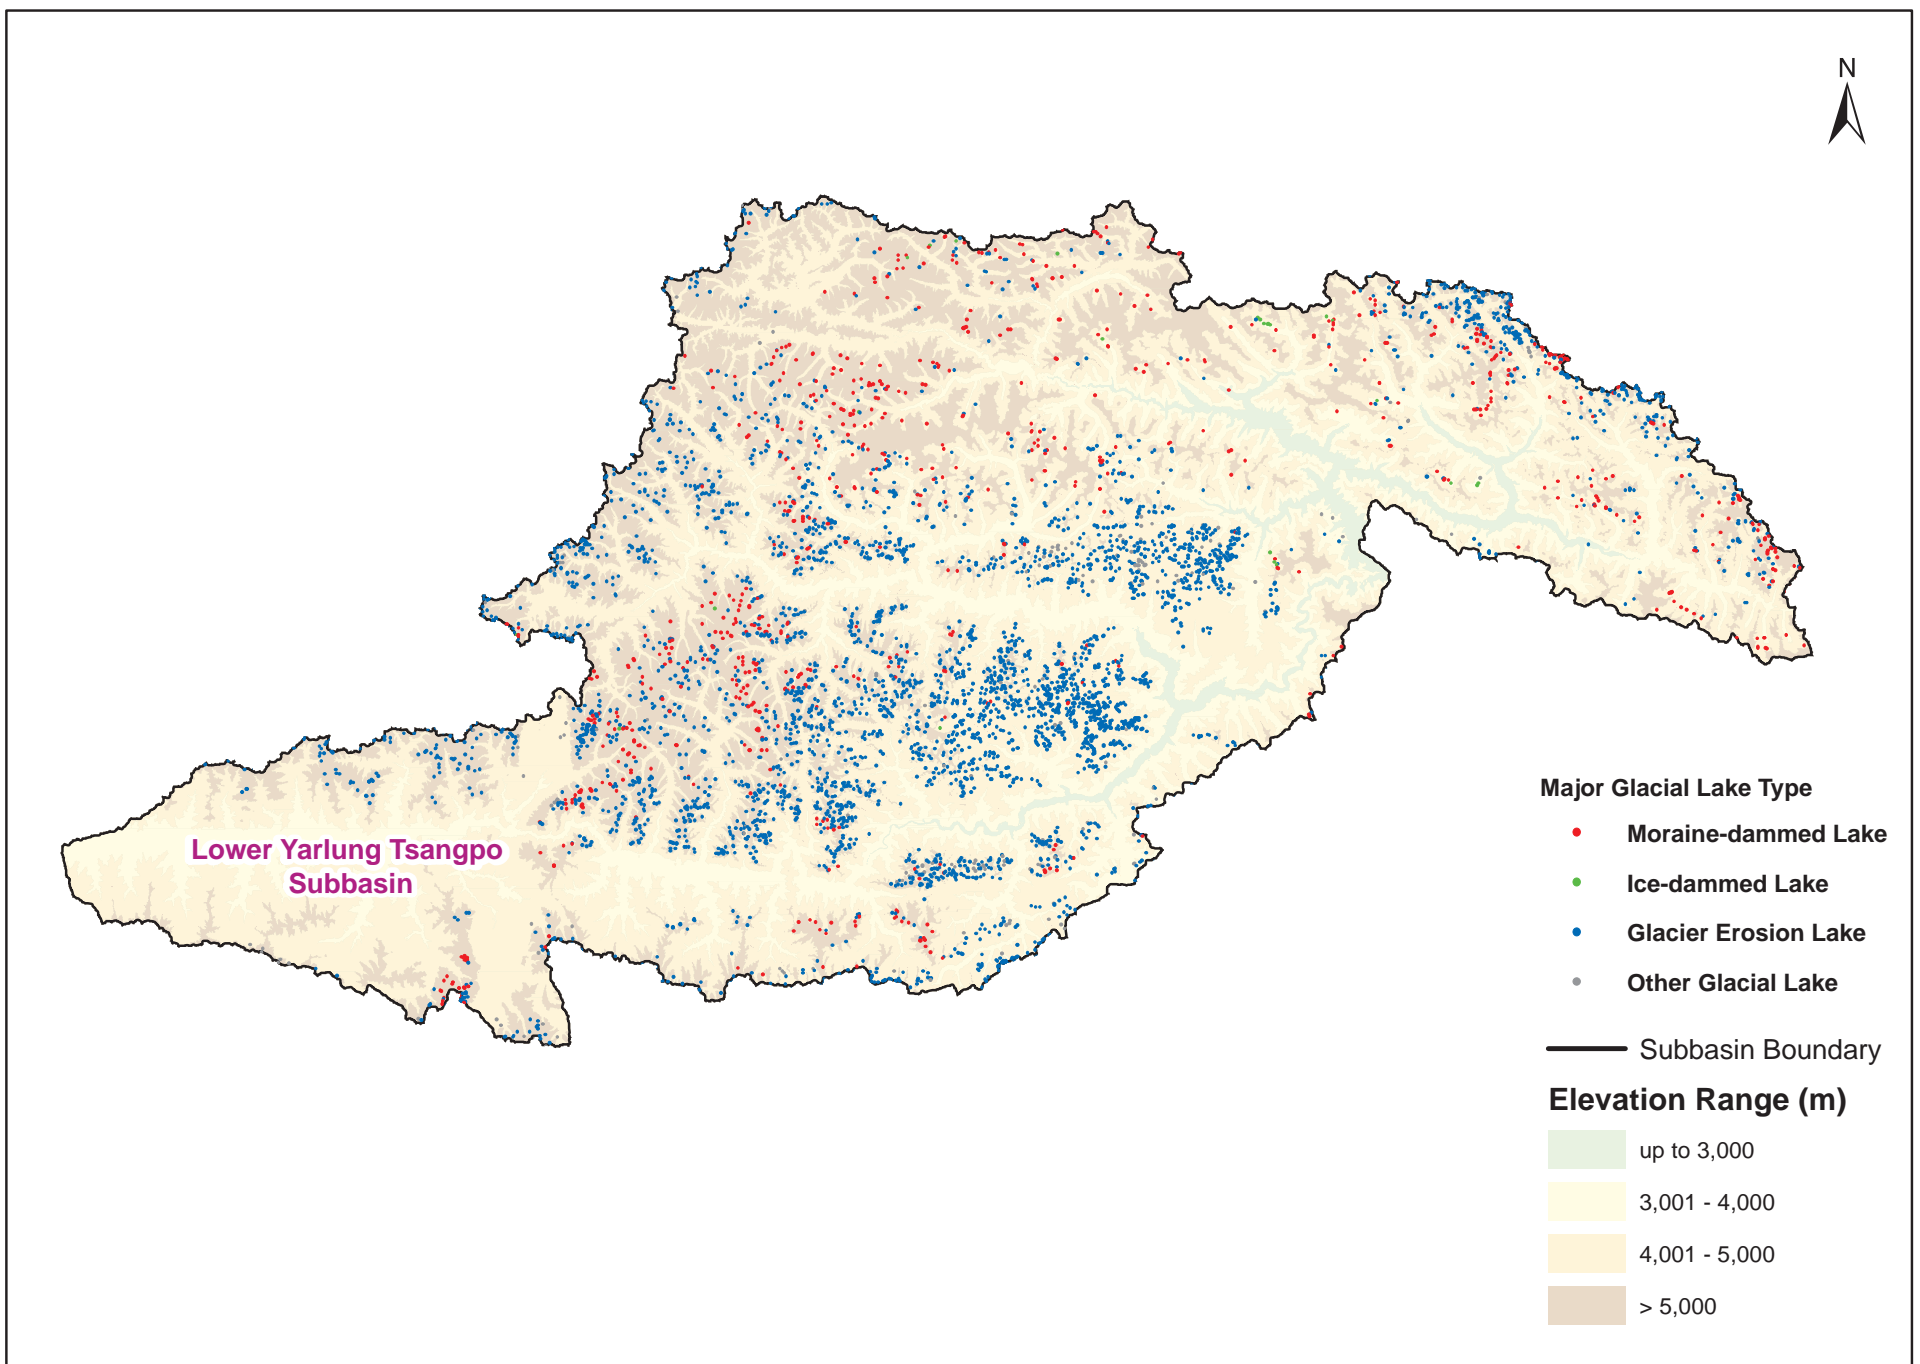 N
Lower Yarlung Tsangpo
Subbasin
Major Glacial Lake Type
Moraine-dammed Lake
Ice-dammed Lake
Glacier Erosion Lake
Other Glacial Lake
Subbasin Boundary
Elevation Range (m)
up to 3,000
3,001 - 4,000
4,001 - 5,000
> 5,000